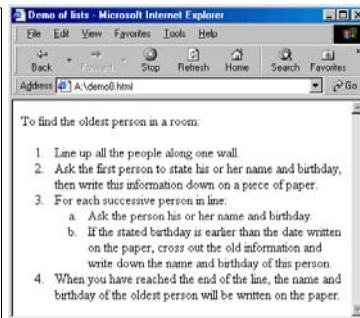 Demo of lists - Microsoft Internet Explorer
File Edit View Favorites Tools Help
Back Forward Stop Refresh Home Search Favorites
Address A:\demo8.html Go
To find the oldest person in a room:
1. Line up all the people along one wall.
2. Ask the first person to state his or her name and birthday,
then write this information down on a piece of paper.
3. For each successive person in line:
a. Ask the person his or her name and birthday.
b. If the stated birthday is earlier than the date written
on the paper, cross out the old information and
write down the name and birthday of this person.
4. When you have reached the end of the line, the name and
birthday of the oldest person will be written on the paper.